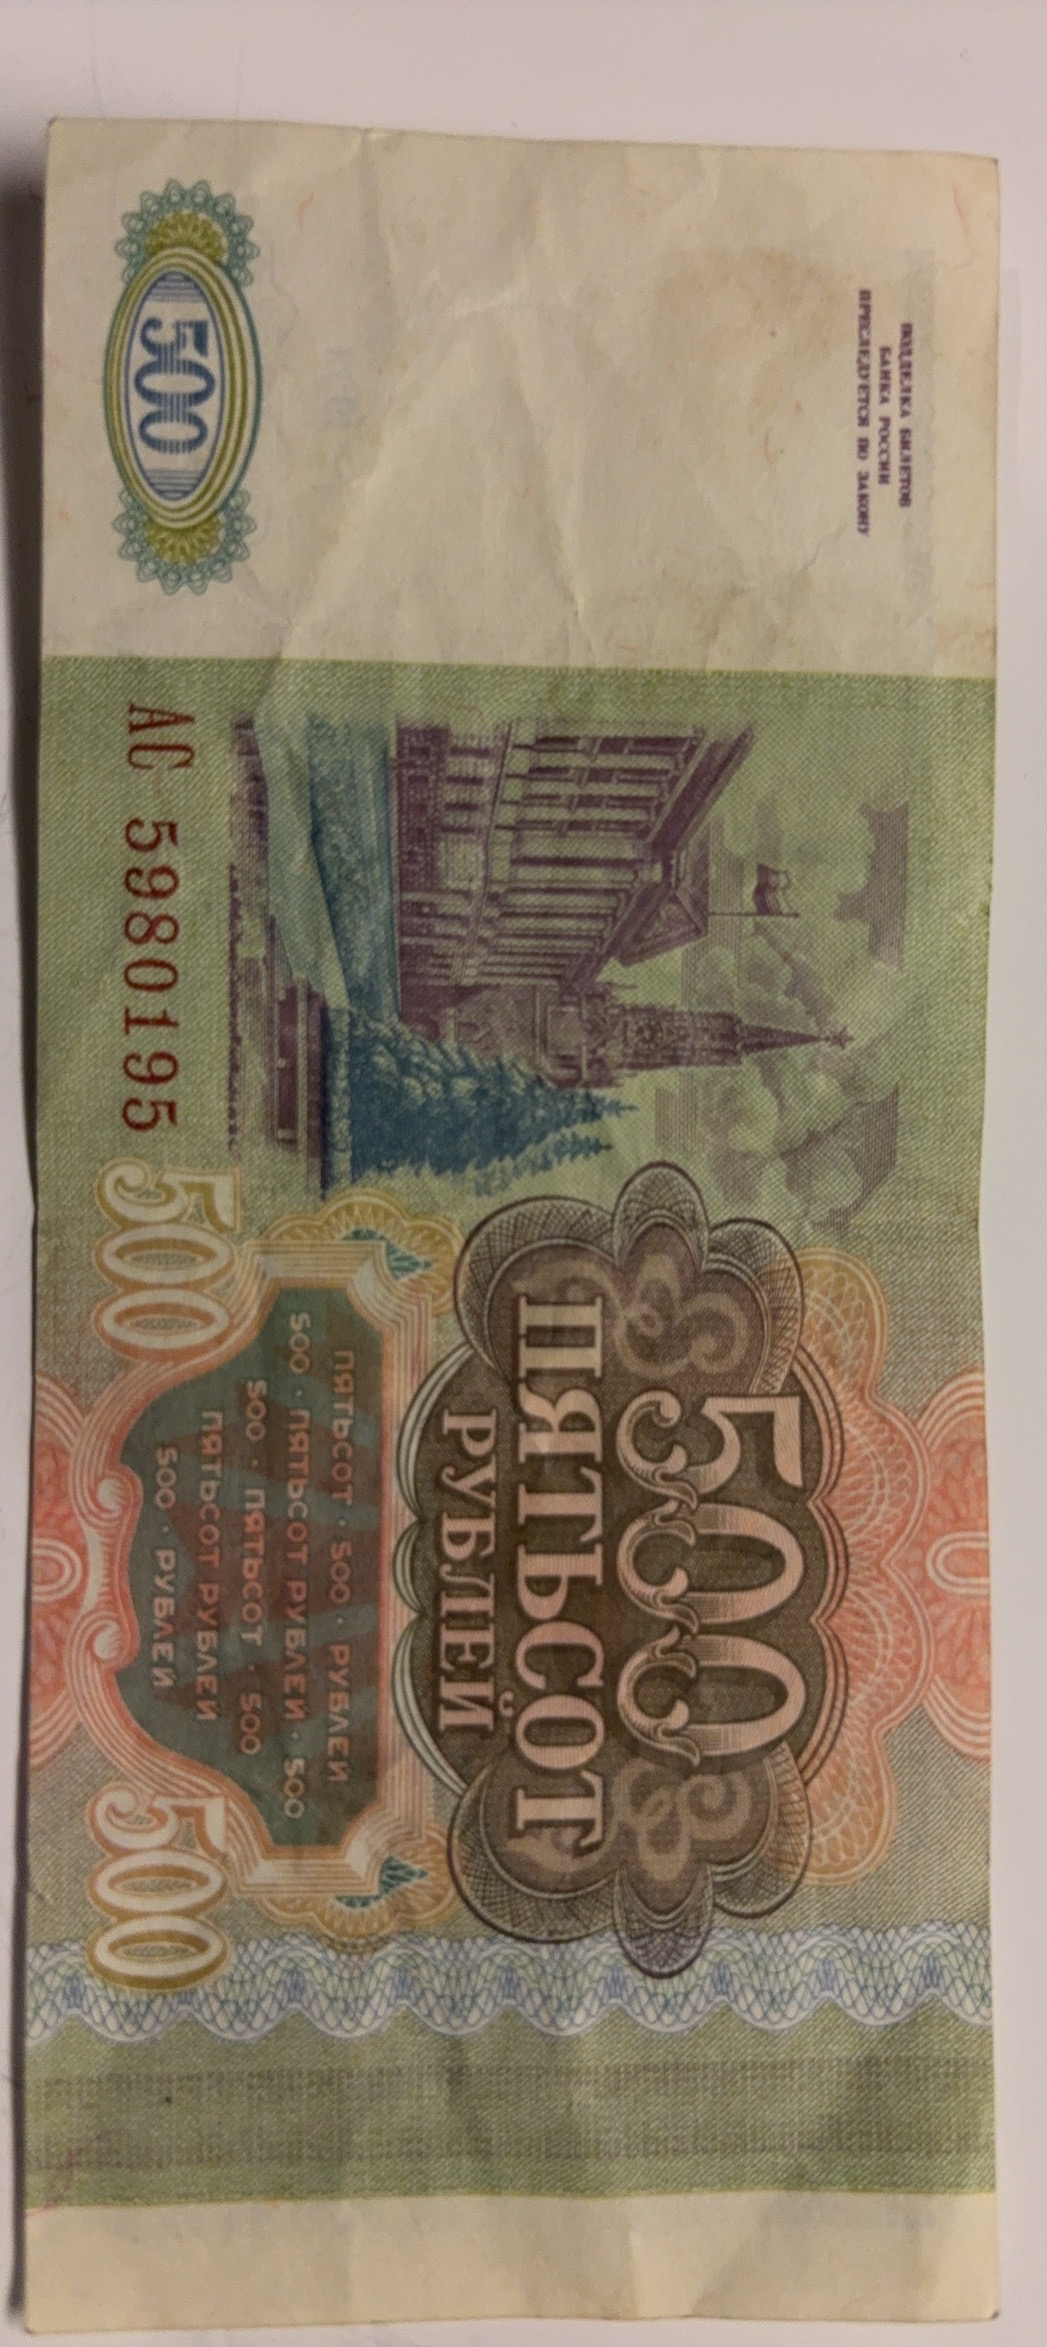 ПОДДЕЛКА БИЛЕТОВ
БАНКА РОССИИ
ПРЕСЛЕДУЕТСЯ ПО ЗАКОНУ
500
АС 5980195
500
ПЯТЬСОТ
РУБЛЕЙ
ПЯТЬСОТ · 500 · РУБЛЕЙ
500 · ПЯТЬСОТ РУБЛЕЙ · 500
500 · ПЯТЬСОТ · 500
ПЯТЬСОТ РУБЛЕЙ
500 · РУБЛЕЙ
500
500